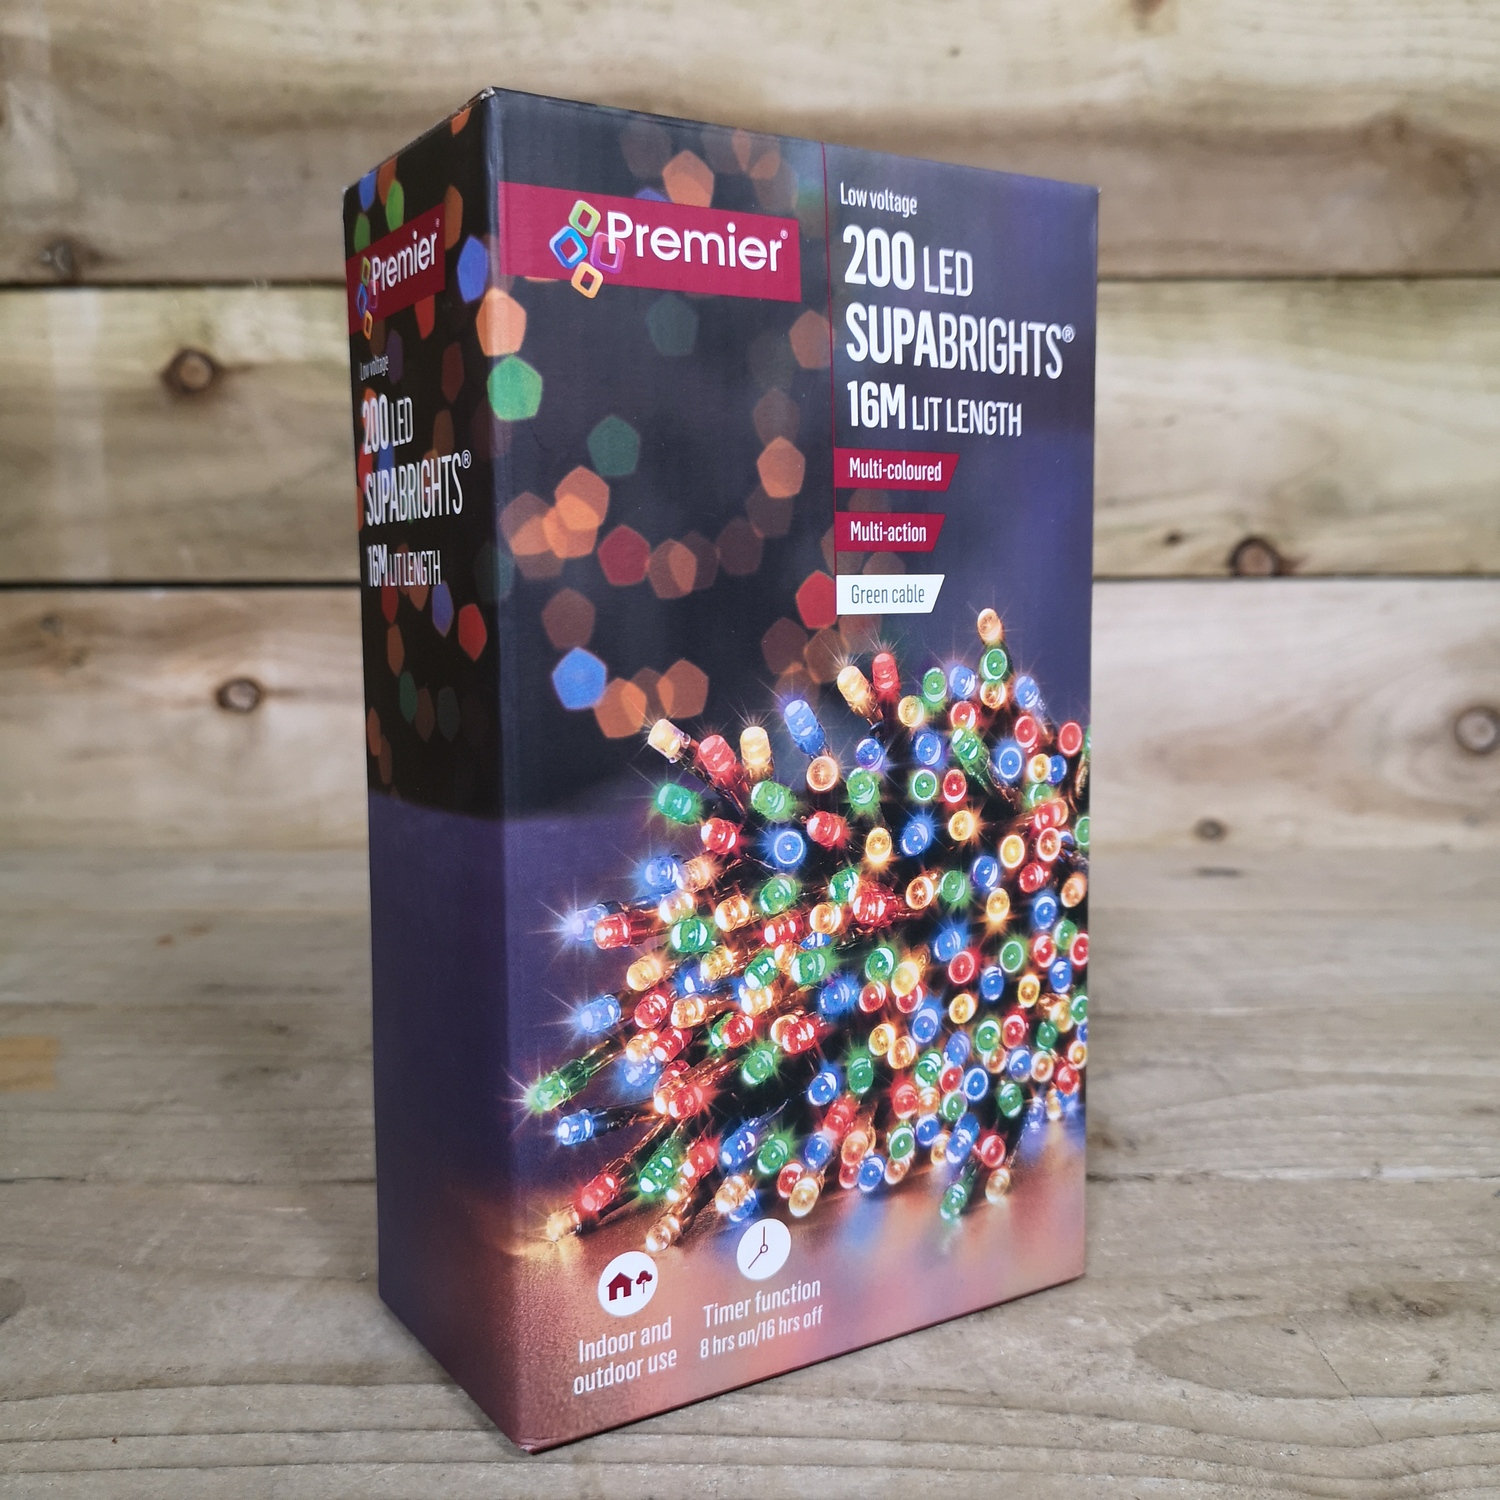 Premier®
Low voltage
200 LED
SUPABRIGHTS®
16M LIT LENGTH
Premier®
Low voltage
200 LED
SUPABRIGHTS®
16M LIT LENGTH
Multi-coloured
Multi-action
Green cable
Indoor and
outdoor use
Timer function
8 hrs on/16 hrs off